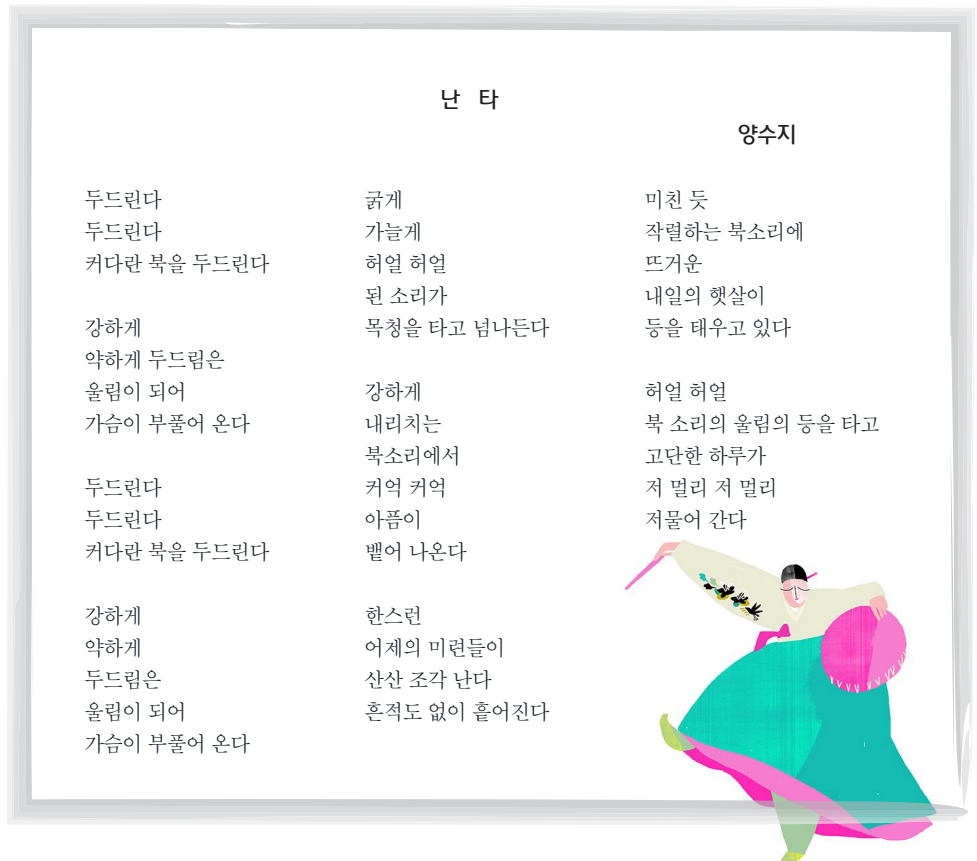 난 타
양수지
두드린다
두드린다
커다란 북을 두드린다
강하게
약하게 두드림은
울림이 되어
가슴이 부풀어 온다
두드린다
두드린다
커다란 북을 두드린다
강하게
약하게
두드림은
울림이 되어
가슴이 부풀어 온다
굵게
가늘게
허얼 허얼
된 소리가
목청을 타고 넘나든다
강하게
내리치는
북소리에서
커억 커억
아픔이
뱉어 나온다
한스런
어제의 미련들이
산산 조각 난다
흔적도 없이 흩어진다
미친 듯
작렬하는 북소리에
뜨거운
내일의 햇살이
등을 태우고 있다
허얼 허얼
북 소리의 울림의 등을 타고
고단한 하루가
저 멀리 저 멀리
저물어 간다